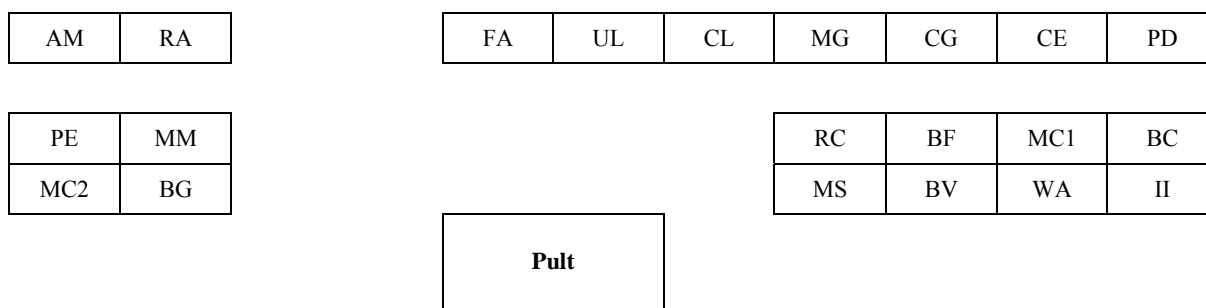 AM RA FA UL CL MG CG CE PD
PE MM RC BF MC1 BC
MC2 BG MS BV WA II
Pult